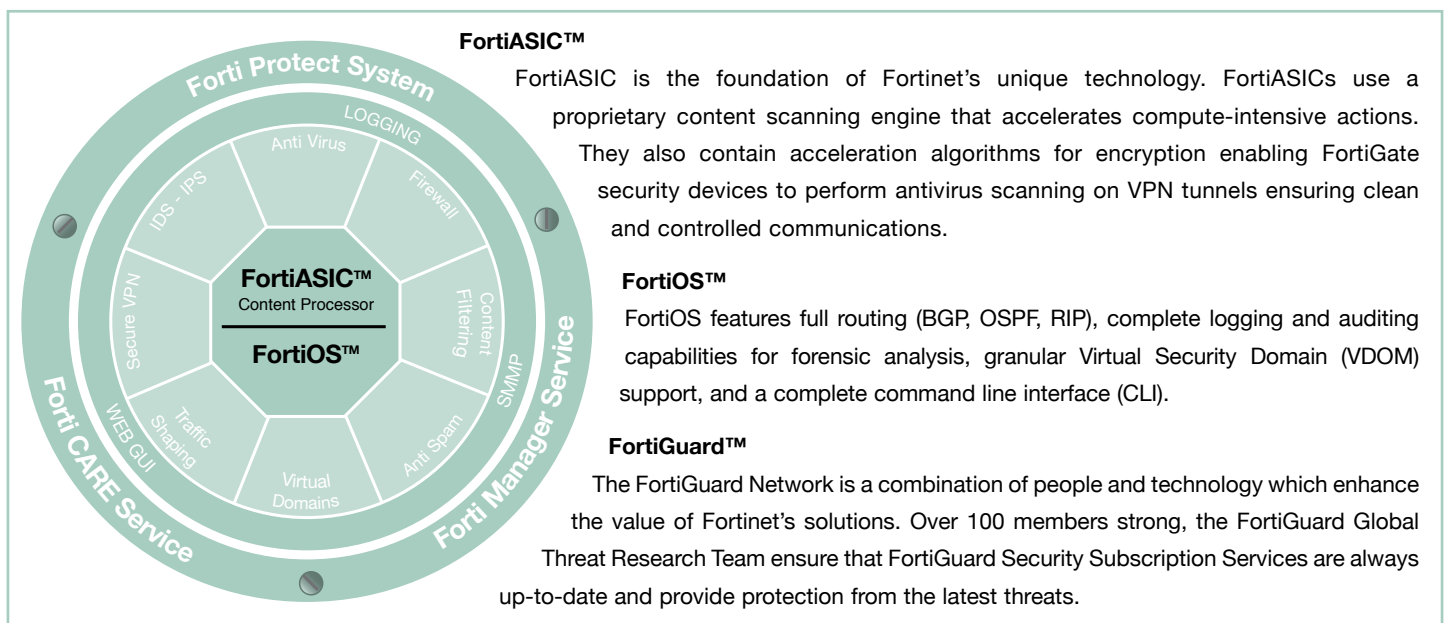 Forti Protect System
LOGGING
Anti Virus
Firewall
IDS - IPS
Content
Filtering
Secure VPN
FortiASIC™
Content Processor
FortiOS™
SMMP
WEB GUI
Traffic
Shaping
Anti Spam
Virtual
Domains
Forti CARE Service
Forti Manager Service
FortiASIC™
FortiASIC is the foundation of Fortinet’s unique technology. FortiASICs use a
proprietary content scanning engine that accelerates compute-intensive actions.
They also contain acceleration algorithms for encryption enabling FortiGate
security devices to perform antivirus scanning on VPN tunnels ensuring clean
and controlled communications.
FortiOS™
FortiOS features full routing (BGP, OSPF, RIP), complete logging and auditing
capabilities for forensic analysis, granular Virtual Security Domain (VDOM)
support, and a complete command line interface (CLI).
FortiGuard™
The FortiGuard Network is a combination of people and technology which enhance
the value of Fortinet’s solutions. Over 100 members strong, the FortiGuard Global
Threat Research Team ensure that FortiGuard Security Subscription Services are always
up-to-date and provide protection from the latest threats.